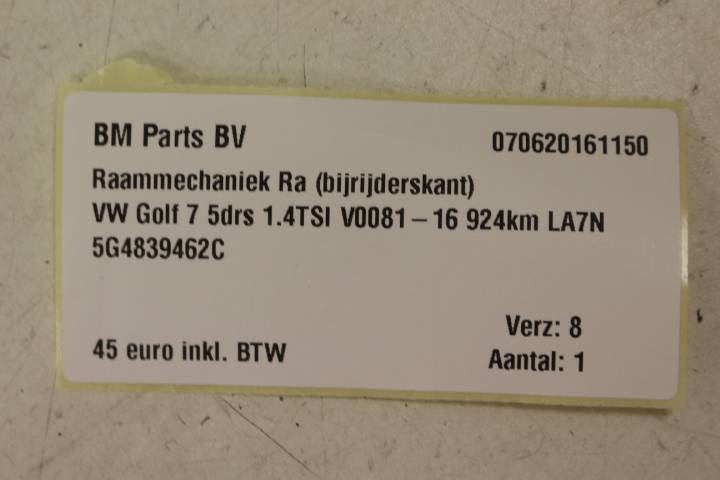 BM Parts BV 070620161150
Raammechaniek Ra (bijrijderskant)
VW Golf 7 5drs 1.4TSI V0081-16 924km LA7N
5G4839462C
Verz: 8
45 euro inkl. BTW Aantal: 1